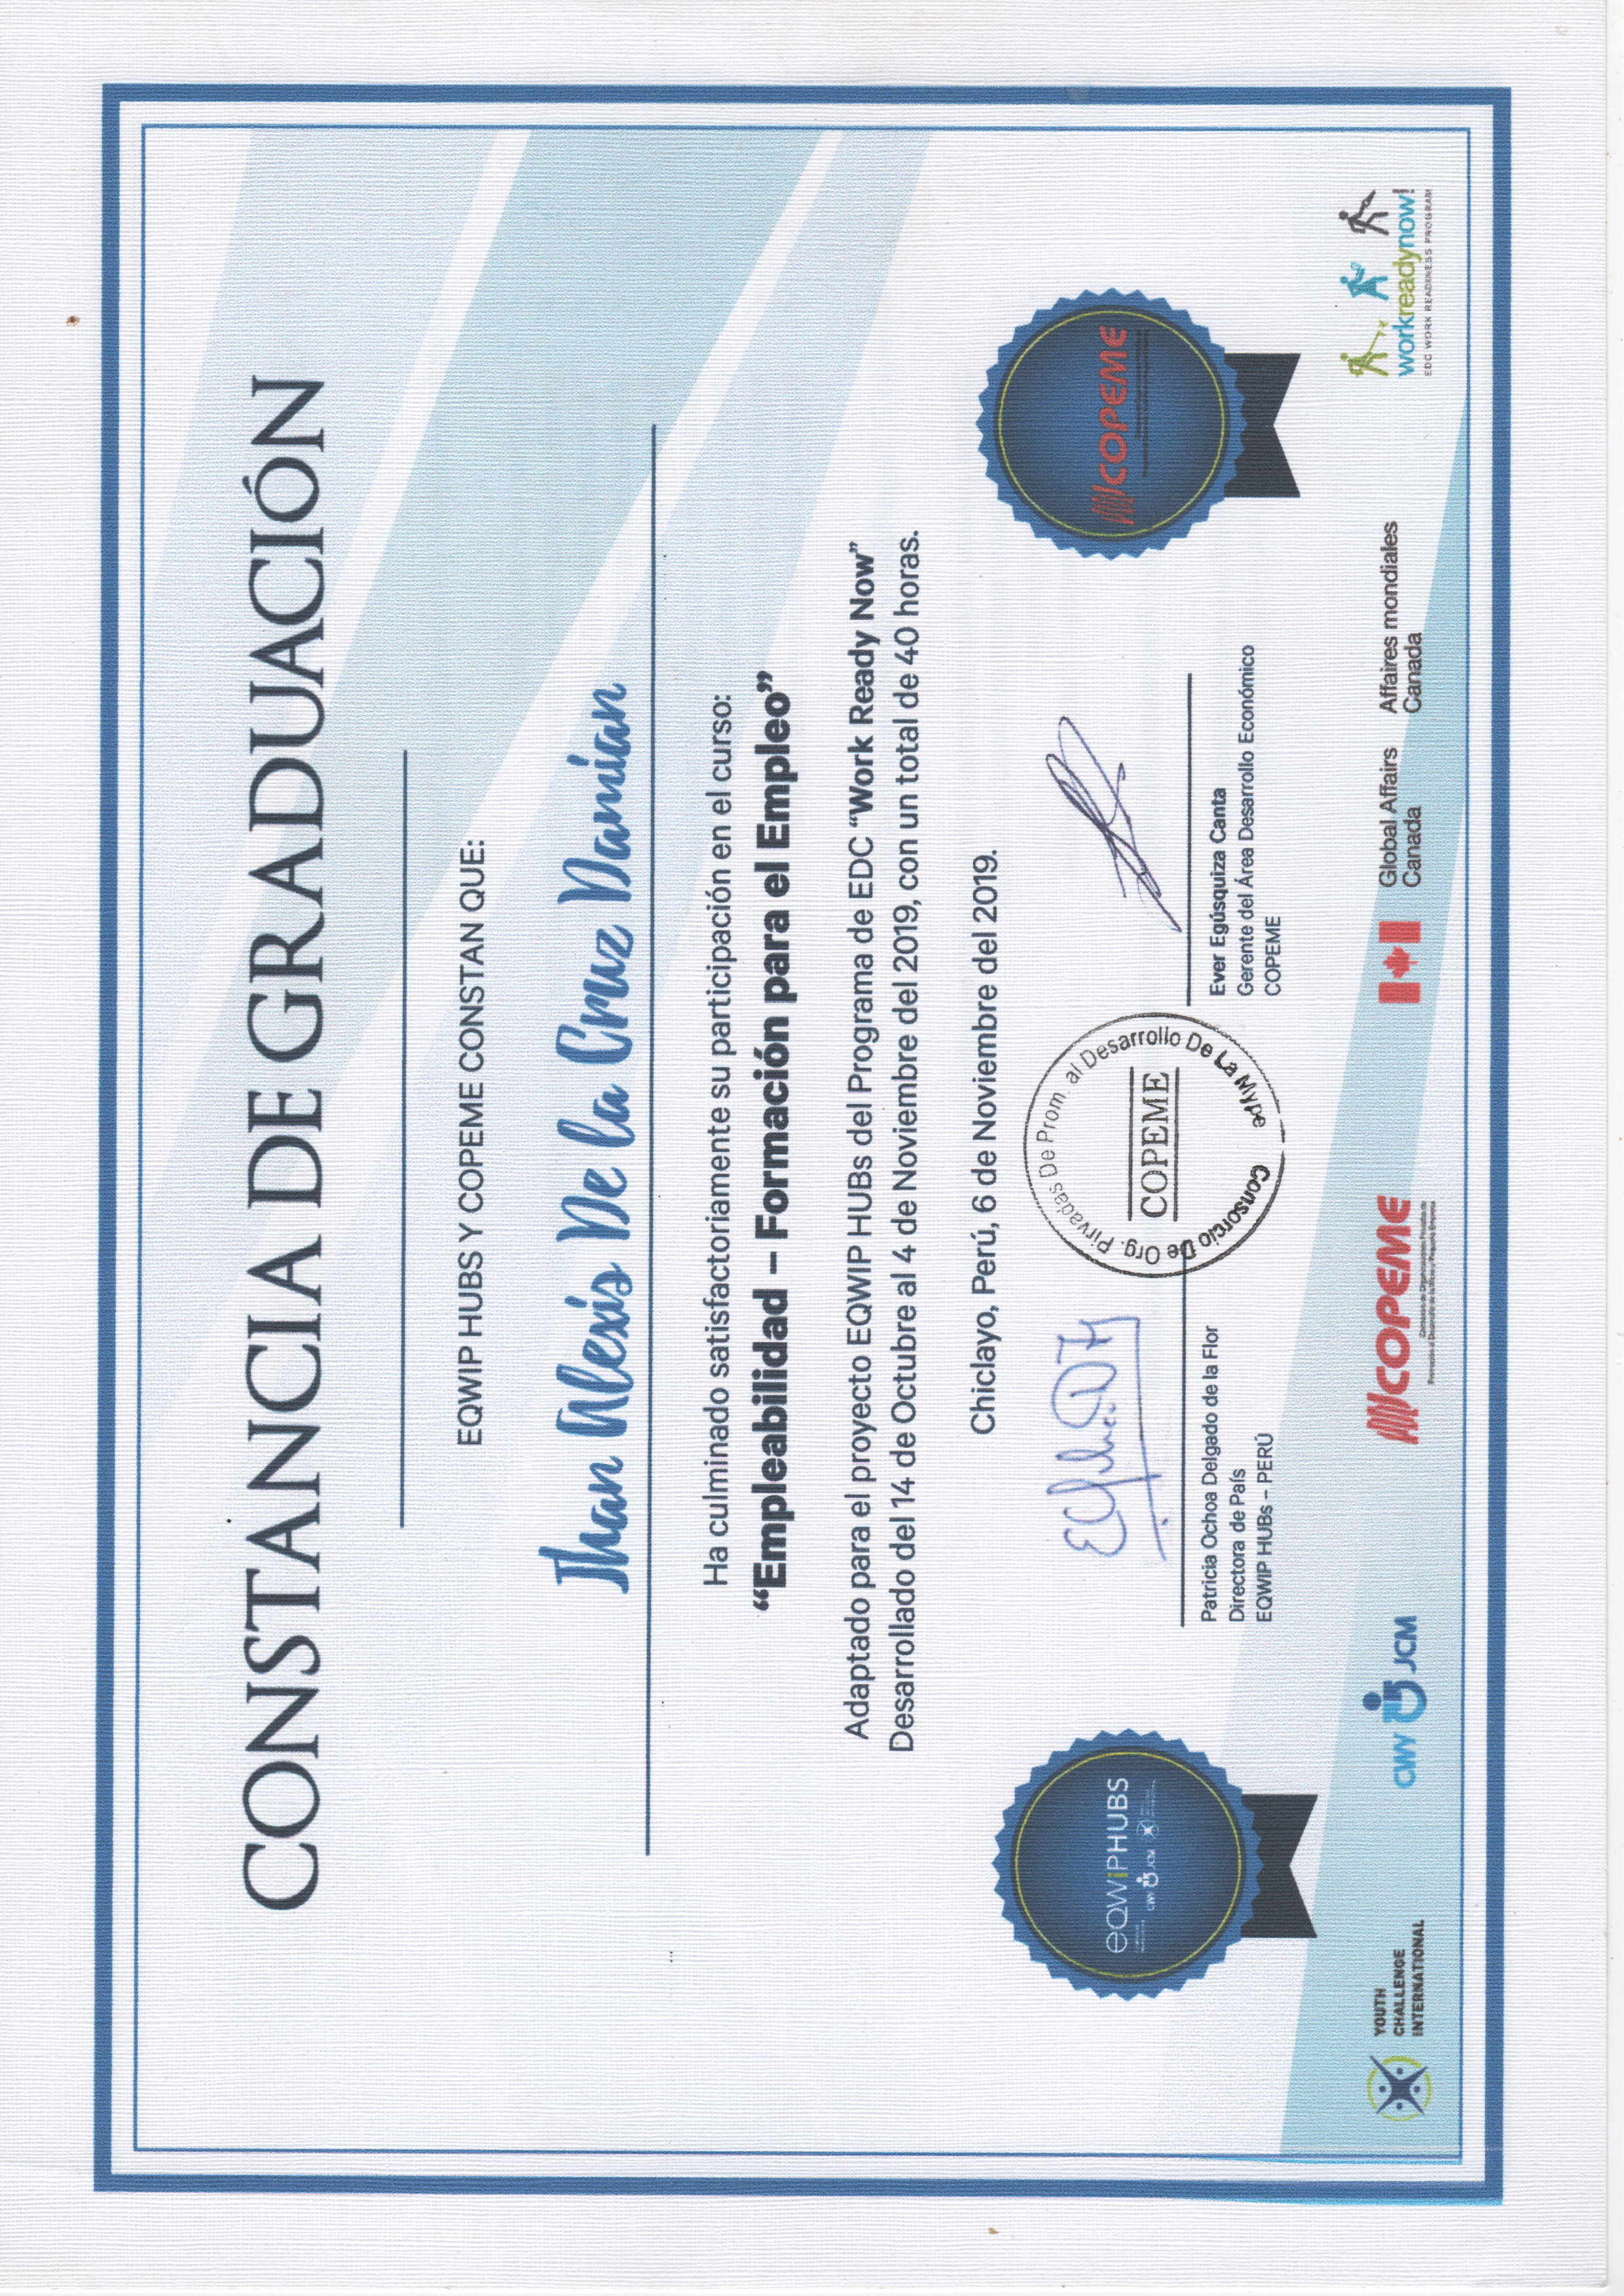 CONSTANCIA DE GRADUACIÓN
EQWIP HUBS Y COPEME CONSTAN QUE:
Jhan Alexis De la Cruz Damian
Ha culminado satisfactoriamente su participación en el curso:
“Empleabilidad – Formación para el Empleo”
Adaptado para el proyecto EQWIP HUBs del Programa de EDC “Work Ready Now”
Desarrollado del 14 de Octubre al 4 de Noviembre del 2019, con un total de 40 horas.
Chiclayo, Perú, 6 de Noviembre del 2019.
eQWiPHUBS
CWY JCM
Patricia Ochoa Delgado de la Flor
Directora de País
EQWIP HUBs – PERÚ
Consorcio De Org. Pirvadas De Prom. al Desarrollo De La Mype
COPEME
Ever Egúsquiza Canta
Gerente del Área Desarrollo Económico
COPEME
COPEME
YOUTH
CHALLENGE
INTERNATIONAL
CWY JCM
COPEME
Global Affairs
Canada
Affaires mondiales
Canada
workreadynow!
EDC WORK READINESS PROGRAM